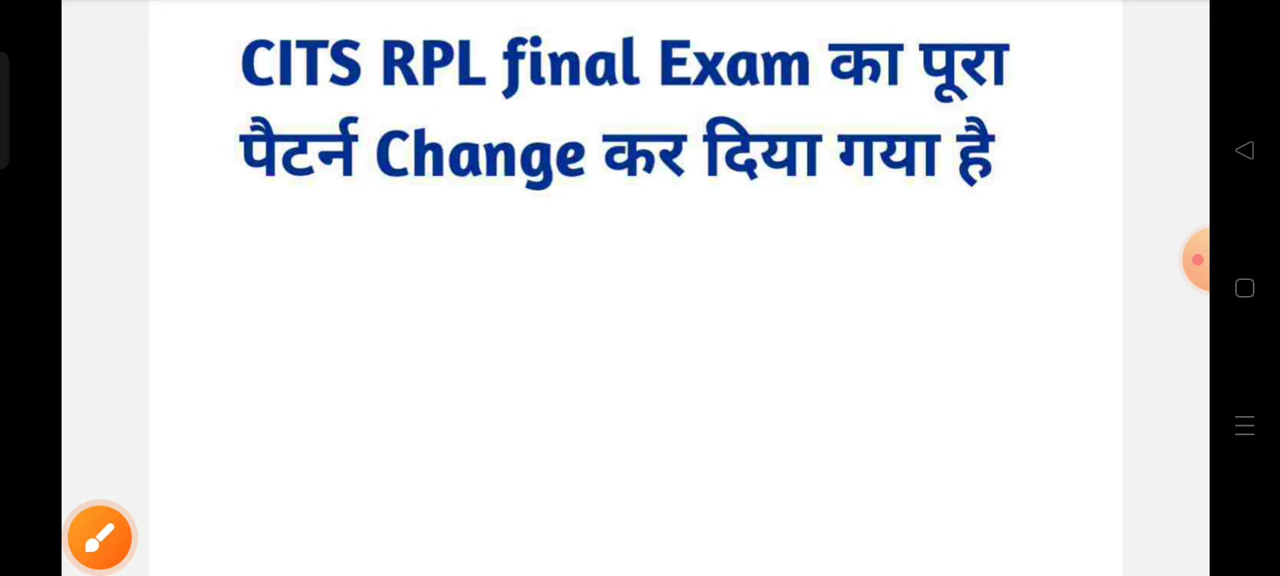 CITS RPL final Exam का पूरा
पैटर्न Change कर दिया गया है